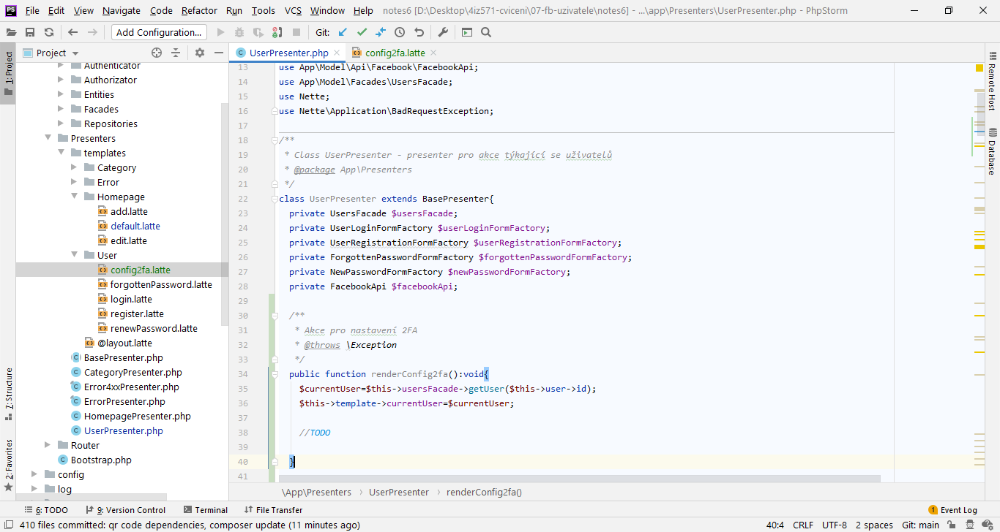 PS File Edit View Navigate Code Refactor Run Tools VCS Window Help notes6 [D:\Desktop\4iz571-cviceni\07-fb-uzivatele\notes6] - ...\app\Presenters\UserPresenter.php - PhpStorm
Add Configuration... Git:
Project
UserPresenter.php
config2fa.latte
1: Project
7: Structure
2: Favorites
Authenticator
Authorizator
Entities
Facades
Repositories
Presenters
templates
Category
Error
Homepage
add.latte
default.latte
edit.latte
User
config2fa.latte
forgottenPassword.latte
login.latte
register.latte
renewPassword.latte
@layout.latte
BasePresenter.php
CategoryPresenter.php
Error4xxPresenter.php
ErrorPresenter.php
HomepagePresenter.php
UserPresenter.php
Router
Bootstrap.php
config
log
13 use App\Model\Api\Facebook\FacebookApi;
14 use App\Model\Facades\UsersFacade;
15 use Nette;
16 use Nette\Application\BadRequestException;
17
18 /**
19 * Class UserPresenter - presenter pro akce týkající se uživatelů
20 * @package App\Presenters
21 */
22 class UserPresenter extends BasePresenter{
23 private UsersFacade $usersFacade;
24 private UserLoginFormFactory $userLoginFormFactory;
25 private UserRegistrationFormFactory $userRegistrationFormFactory;
26 private ForgottenPasswordFormFactory $forgottenPasswordFormFactory;
27 private NewPasswordFormFactory $newPasswordFormFactory;
28 private FacebookApi $facebookApi;
29
30 /**
31 * Akce pro nastavení 2FA
32 * @throws \Exception
33 */
34 public function renderConfig2fa():void{
35 $currentUser=$this->usersFacade->getUser($this->user->id);
36 $this->template->currentUser=$currentUser;
37
38 //TODO
39
40 }
41
Remote Host
Database
\App\Presenters › UserPresenter › renderConfig2fa()
6: TODO 9: Version Control Terminal File Transfer 1 Event Log
410 files committed: qr code dependencies, composer update (11 minutes ago) 40:4 CRLF UTF-8 2 spaces Git: main